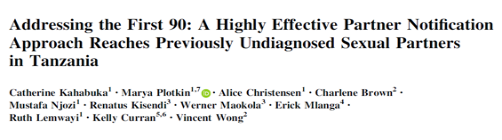 Addressing the First 90: A Highly Effective Partner Notification
Approach Reaches Previously Undiagnosed Sexual Partners
in Tanzania
Catherine Kahabuka¹ · Marya Plotkin¹,⁷ · Alice Christensen¹ · Charlene Brown² ·
Mustafa Njozi¹ · Renatus Kisendi³ · Werner Maokola³ · Erick Mlanga⁴ ·
Ruth Lemwayi¹ · Kelly Curran⁵,⁶ · Vincent Wong²